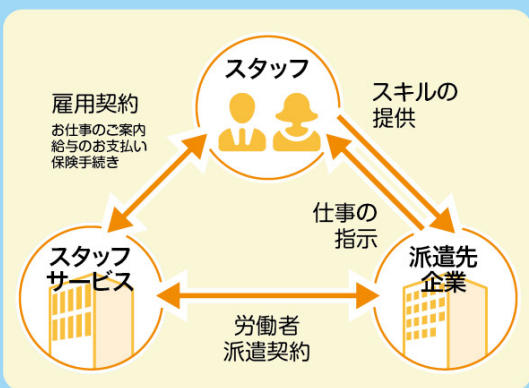 スタッフ
雇用契約
お仕事のご案内
給与のお支払い
保険手続き
スキルの
提供
仕事の
指示
スタッフ
サービス
派遣先
企業
労働者
派遣契約